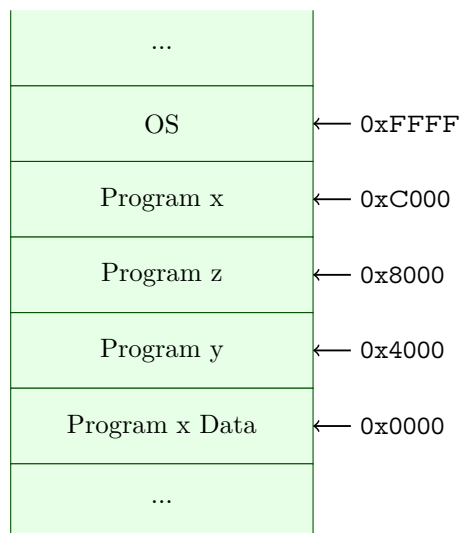 ...
OS 0xFFFF
Program x 0xC000
Program z 0x8000
Program y 0x4000
Program x Data 0x0000
...